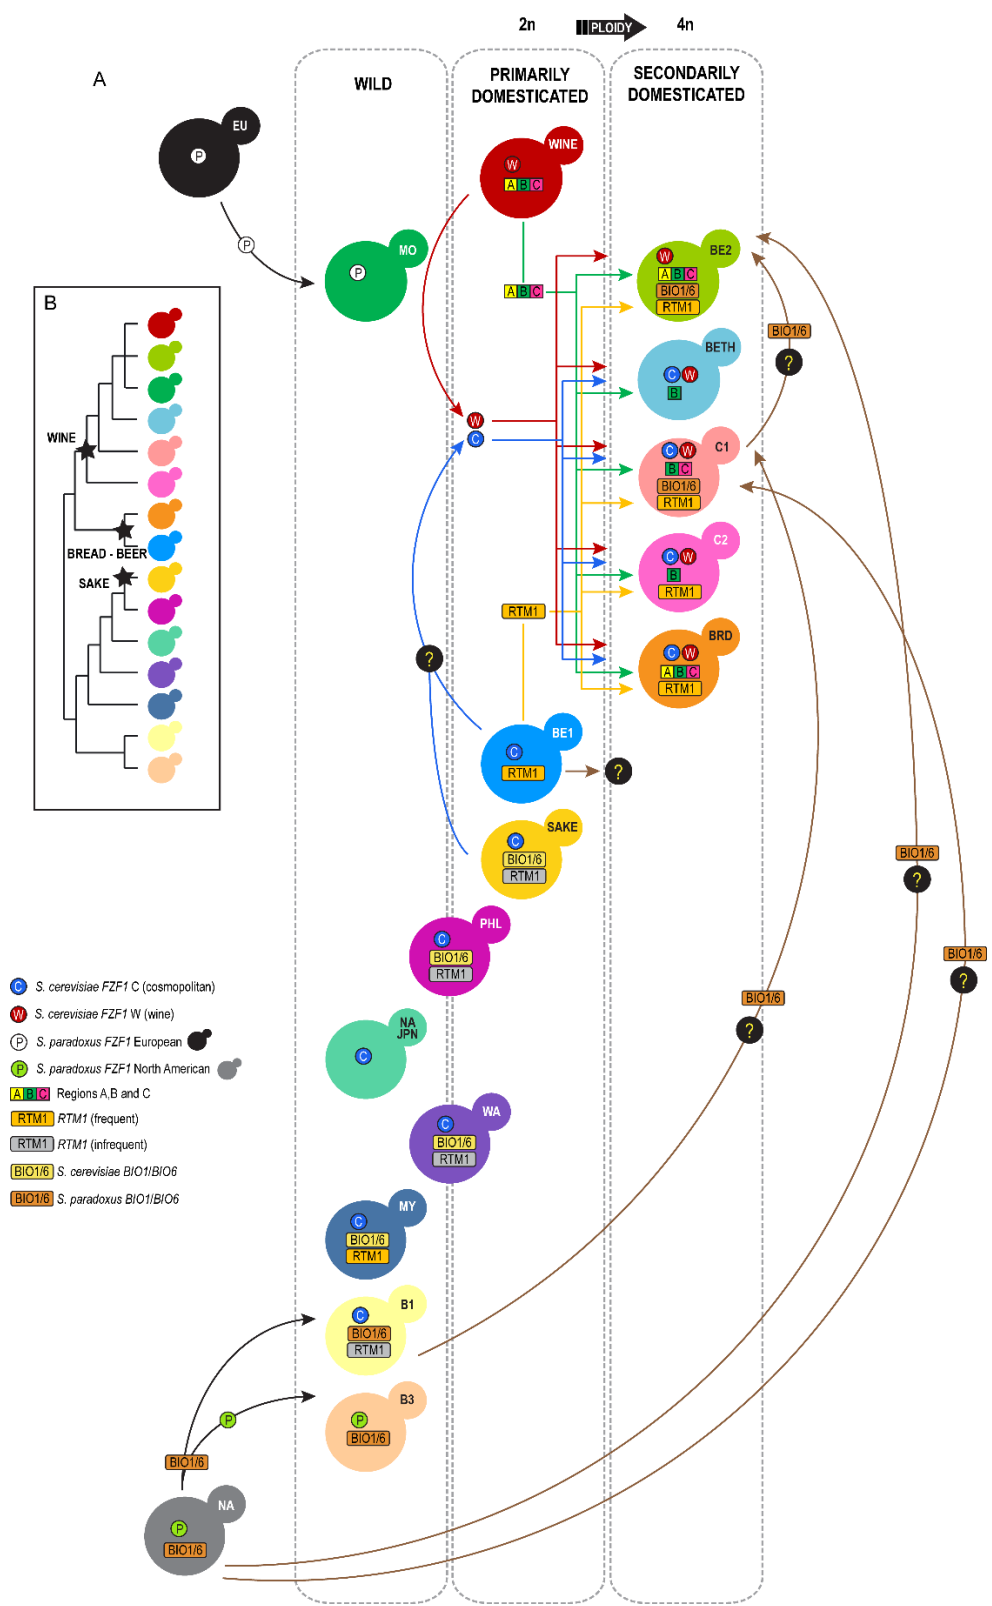 2n PLOIDY 4n
A
WILD
PRIMARILY
DOMESTICATED
SECONDARILY
DOMESTICATED
EU
P
P
MO
P
WINE
W
A B C
A B C
W
C
BE2
W
A B C
BIO1/6
RTM1
BETH
C W
B
C1
C W
B C
BIO1/6
RTM1
C2
C W
B
RTM1
BRD
C W
A B C
RTM1
BIO1/6
?
RTM1
?
BE1
C
RTM1
?
SAKE
C
BIO1/6
RTM1
PHL
C
BIO1/6
RTM1
NA
JPN
C
WA
C
BIO1/6
RTM1
MY
C
BIO1/6
RTM1
B1
C
BIO1/6
RTM1
B3
P
BIO1/6
P
BIO1/6
NA
P
BIO1/6
BIO1/6
?
BIO1/6
?
BIO1/6
?
B
WINE
BREAD - BEER
SAKE
C S. cerevisiae FZF1 C (cosmopolitan)
W S. cerevisiae FZF1 W (wine)
P S. paradoxus FZF1 European
P S. paradoxus FZF1 North American
A B C Regions A,B and C
RTM1 RTM1 (frequent)
RTM1 RTM1 (infrequent)
BIO1/6 S. cerevisiae BIO1/BIO6
BIO1/6 S. paradoxus BIO1/BIO6